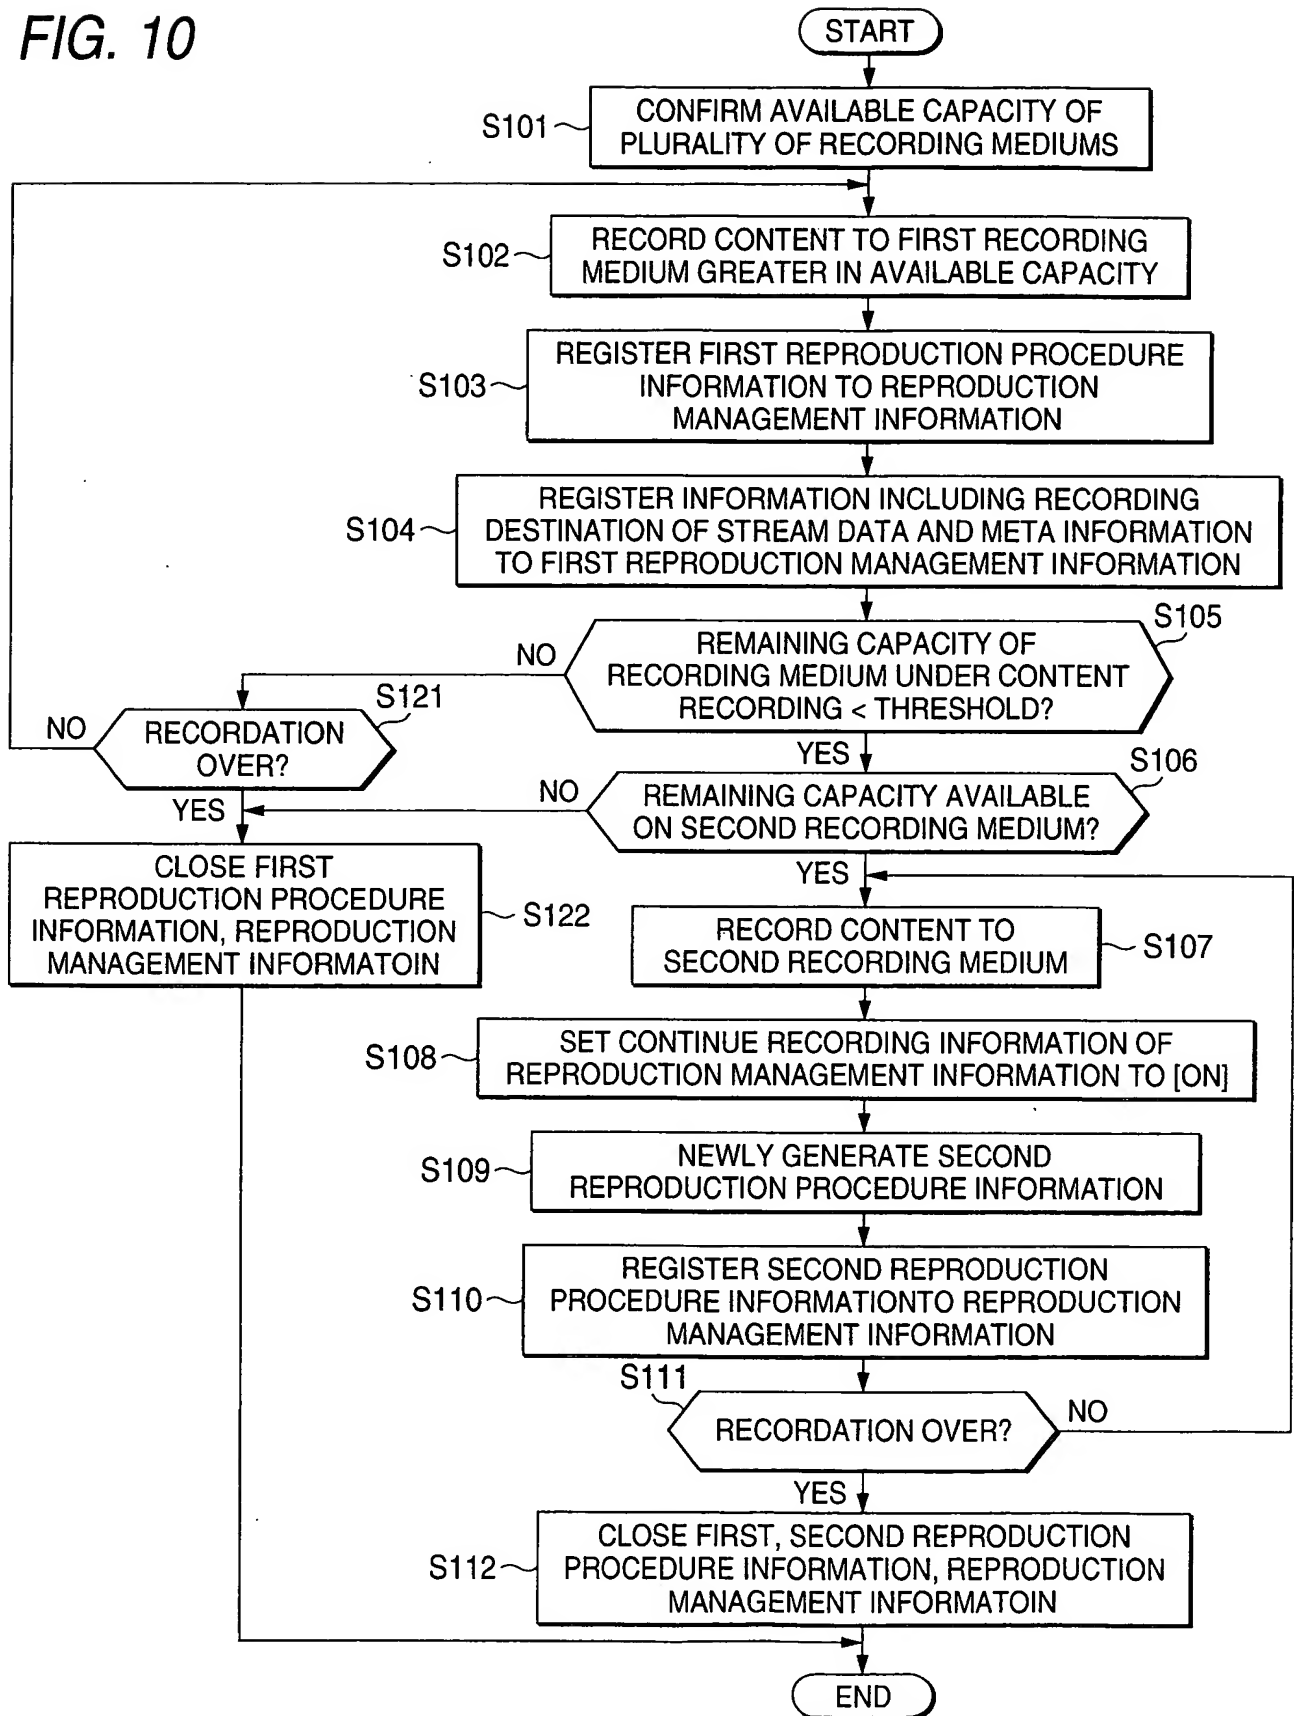 FIG. 10
START
S101
CONFIRM AVAILABLE CAPACITY OF
PLURALITY OF RECORDING MEDIUMS
S102
RECORD CONTENT TO FIRST RECORDING
MEDIUM GREATER IN AVAILABLE CAPACITY
S103
REGISTER FIRST REPRODUCTION PROCEDURE
INFORMATION TO REPRODUCTION
MANAGEMENT INFORMATION
S104
REGISTER INFORMATION INCLUDING RECORDING
DESTINATION OF STREAM DATA AND META INFORMATION
TO FIRST REPRODUCTION MANAGEMENT INFORMATION
S105
REMAINING CAPACITY OF
RECORDING MEDIUM UNDER CONTENT
RECORDING < THRESHOLD?
NO
YES
S121
RECORDATION
OVER?
NO
YES
S106
REMAINING CAPACITY AVAILABLE
ON SECOND RECORDING MEDIUM?
NO
YES
CLOSE FIRST
REPRODUCTION PROCEDURE
INFORMATION, REPRODUCTION
MANAGEMENT INFORMATOIN
S122
RECORD CONTENT TO
SECOND RECORDING MEDIUM
S107
S108
SET CONTINUE RECORDING INFORMATION OF
REPRODUCTION MANAGEMENT INFORMATION TO [ON]
S109
NEWLY GENERATE SECOND
REPRODUCTION PROCEDURE INFORMATION
S110
REGISTER SECOND REPRODUCTION
PROCEDURE INFORMATIONTO REPRODUCTION
MANAGEMENT INFORMATION
S111
RECORDATION OVER?
NO
YES
S112
CLOSE FIRST, SECOND REPRODUCTION
PROCEDURE INFORMATION, REPRODUCTION
MANAGEMENT INFORMATOIN
END